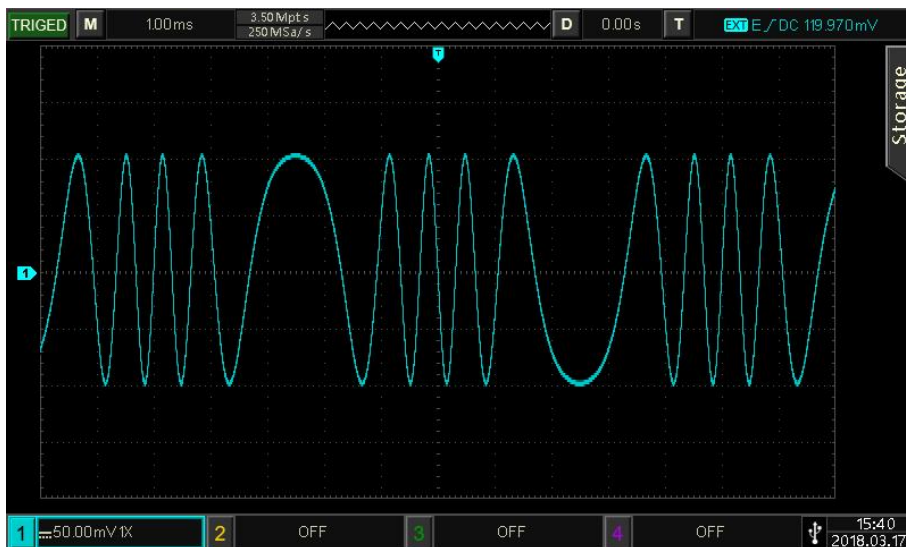 TRIGED M 1.00ms 3.50Mpts 250MSa/s D 0.00s T EXT E DC 119.970mV
T
Storage
1
1 50.00mV 1X 2 OFF 3 OFF 4 OFF 15:40
2018.03.17